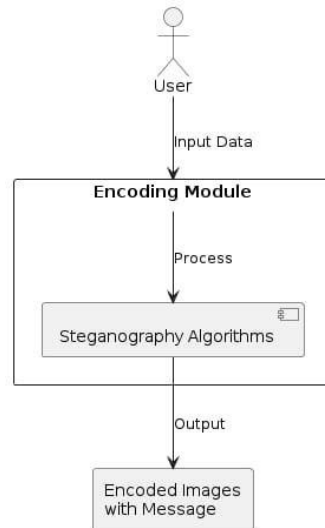 User
Input Data
Encoding Module
Process
Steganography Algorithms
Output
Encoded Images
with Message